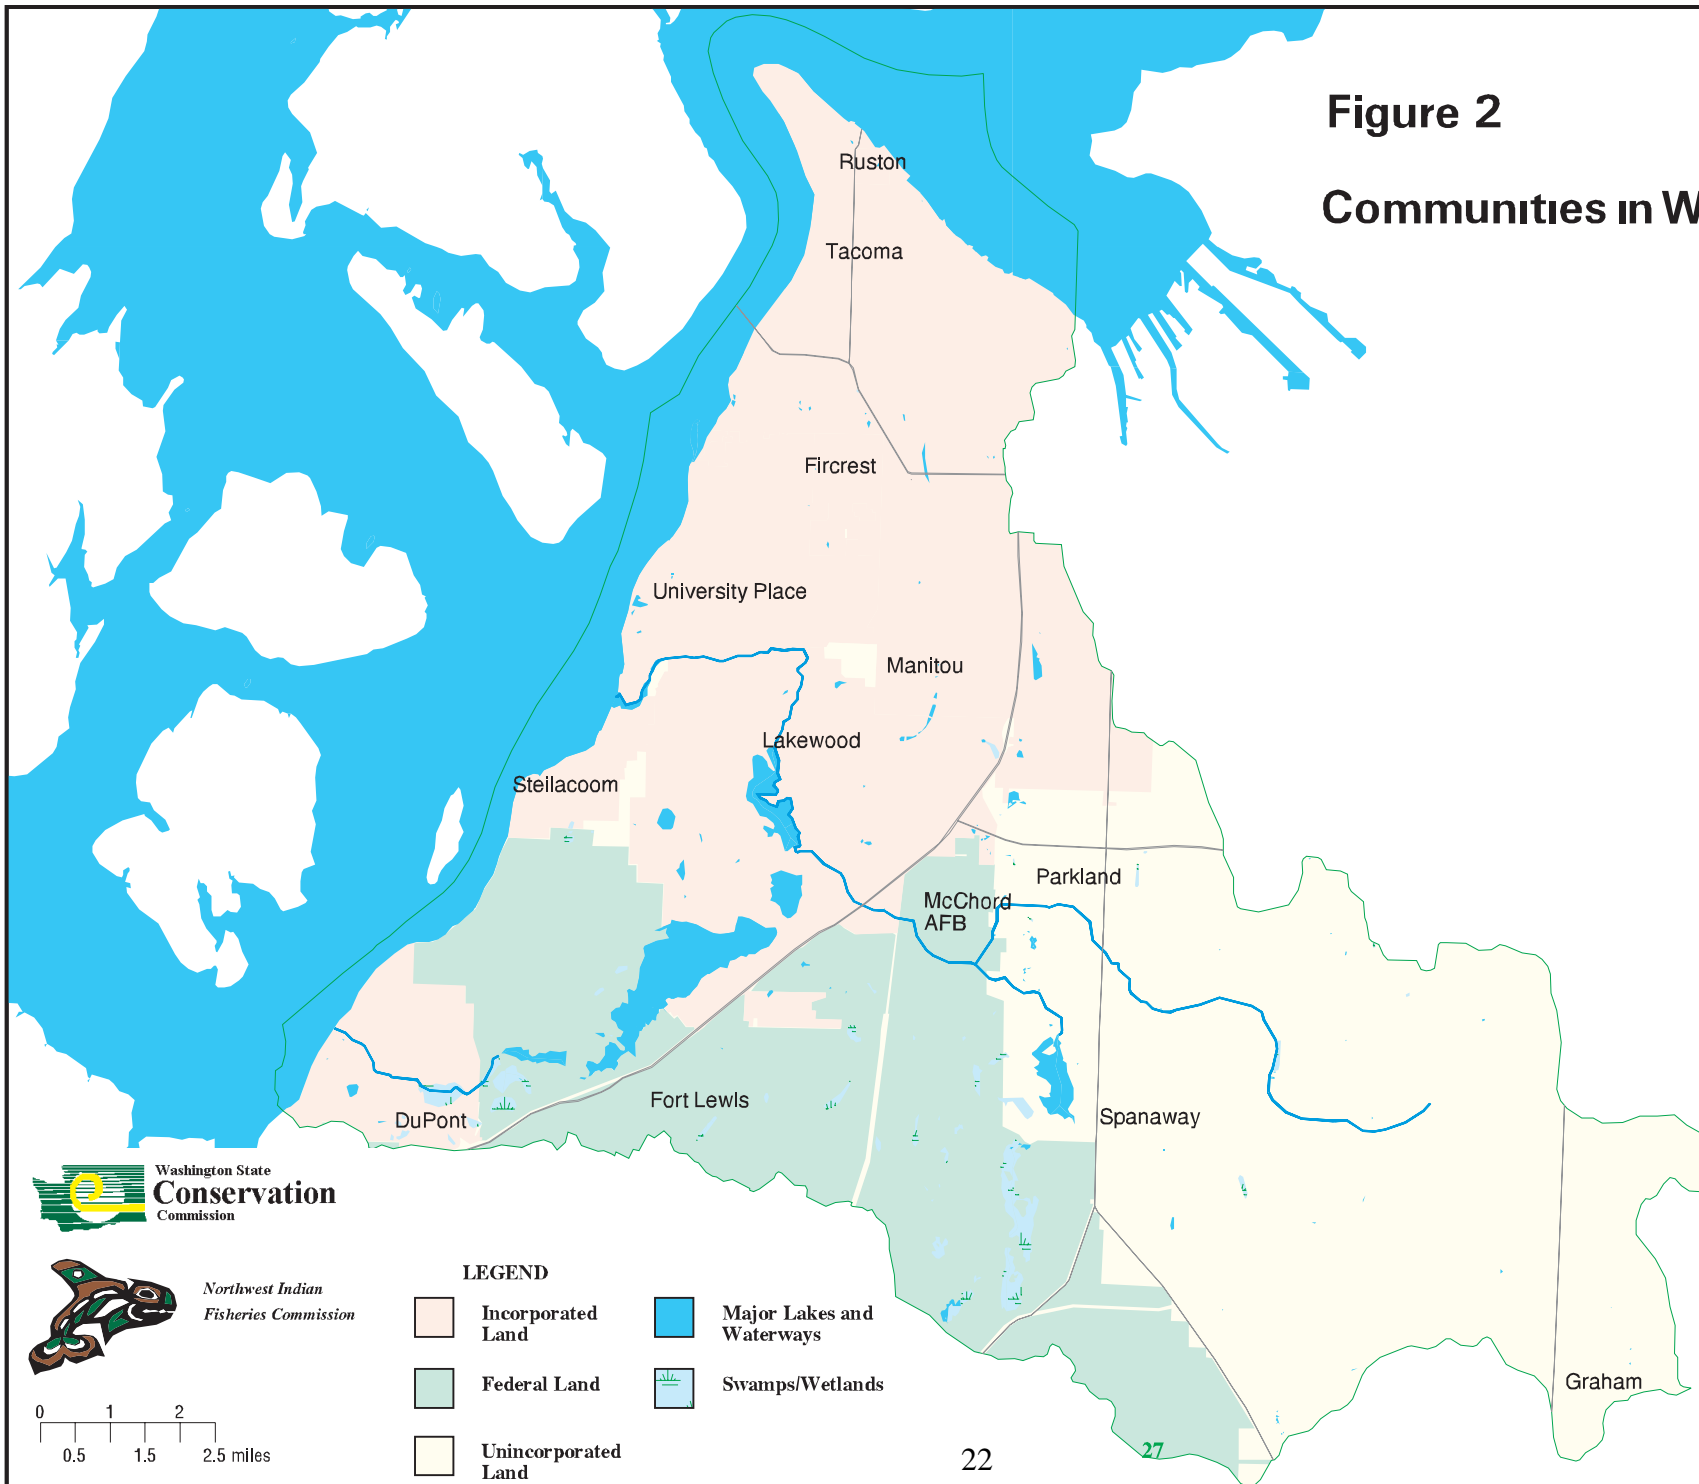 Figure 2
Communities in W
Ruston
Tacoma
Fircrest
University Place
Manitou
Lakewood
Steilacoom
Parkland
McChord
AFB
Fort Lewis
DuPont
Spanaway
Graham
Washington State
Conservation
Commission
Northwest Indian
Fisheries Commission
LEGEND
Incorporated
Land
Major Lakes and
Waterways
Federal Land
Swamps/Wetlands
Unincorporated
Land
0 1 2
0.5 1.5 2.5 miles
22
27